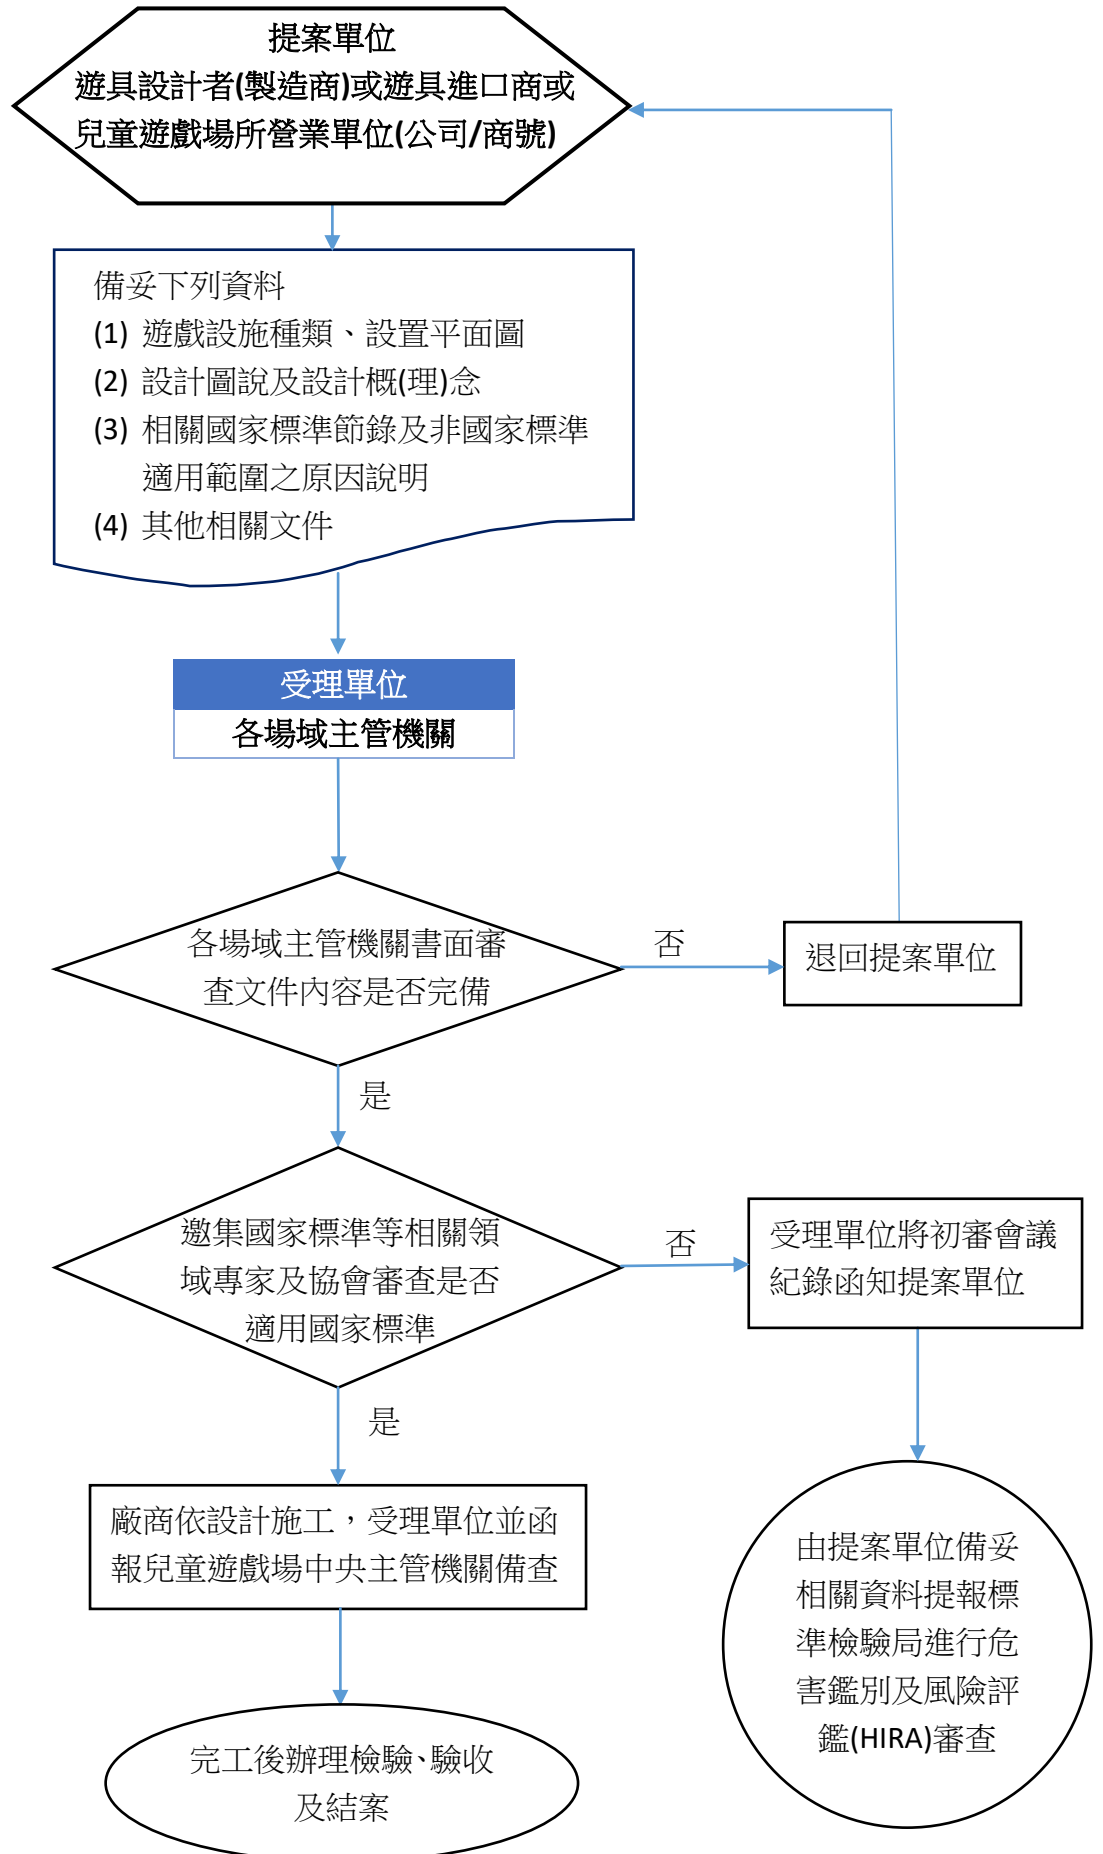 提案單位
遊具設計者(製造商)或遊具進口商或
兒童遊戲場所營業單位(公司/商號)
備妥下列資料
(1) 遊戲設施種類、設置平面圖
(2) 設計圖說及設計概(理)念
(3) 相關國家標準節錄及非國家標準
適用範圍之原因說明
(4) 其他相關文件
受理單位
各場域主管機關
各場域主管機關書面審
查文件內容是否完備
否
退回提案單位
是
邀集國家標準等相關領
域專家及協會審查是否
適用國家標準
否
受理單位將初審會議
紀錄函知提案單位
是
廠商依設計施工，受理單位並函
報兒童遊戲場中央主管機關備查
由提案單位備妥
相關資料提報標
準檢驗局進行危
害鑑別及風險評
鑑(HIRA)審查
完工後辦理檢驗、驗收
及結案